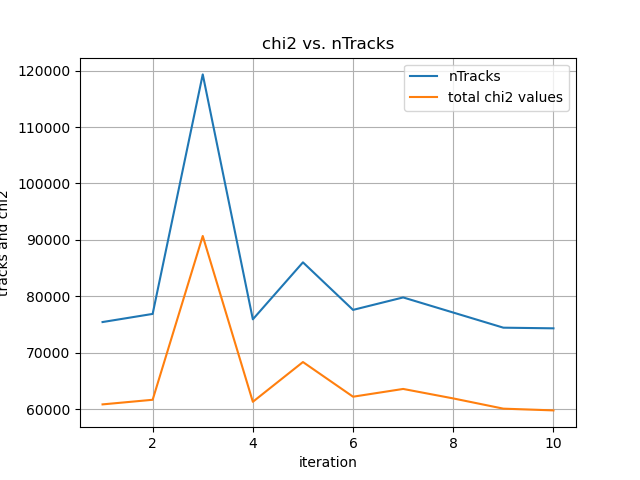 chi2 vs. nTracks
nTracks
total chi2 values
120000
110000
100000
90000
80000
70000
60000
tracks and chi2
2
4
6
8
10
iteration